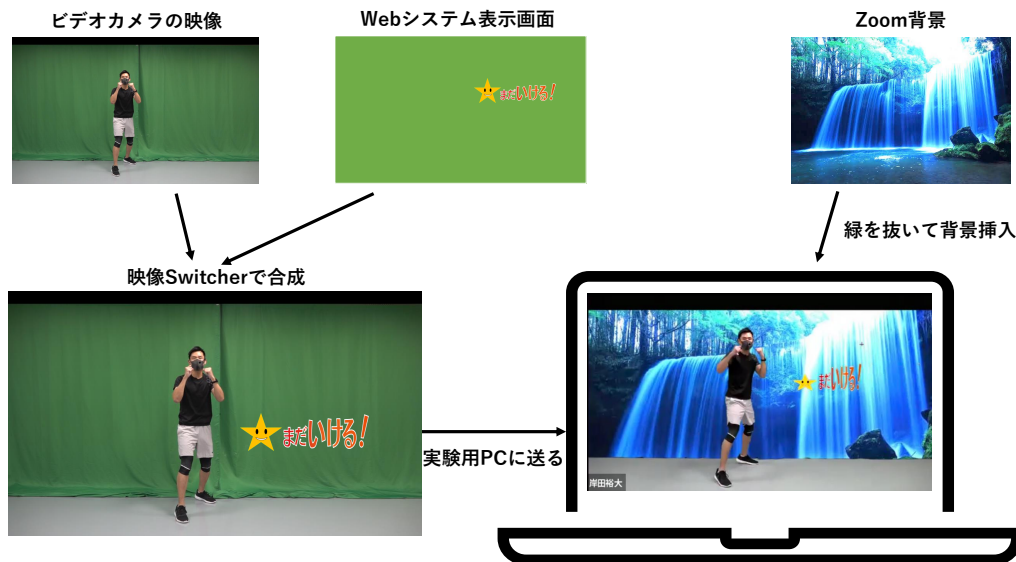 ビデオカメラの映像
Webシステム表示画面
Zoom背景
まだいける!
緑を抜いて背景挿入
映像Switcherで合成
まだいける!
まだいける!
実験用PCに送る
岸田裕大